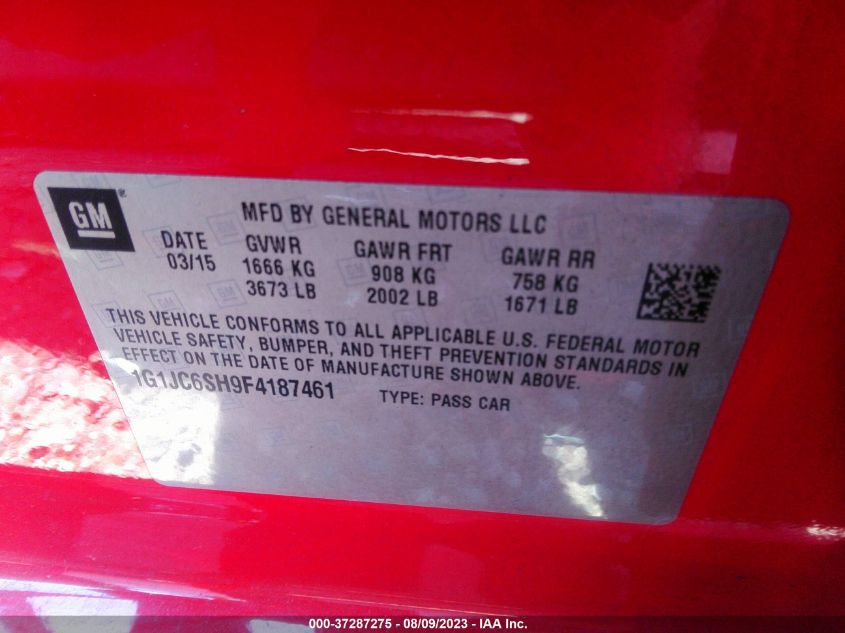 GM
MFD BY GENERAL MOTORS LLC
DATE GVWR GAWR FRT GAWR RR
03/15 1666 KG 908 KG 758 KG
3673 LB 2002 LB 1671 LB
THIS VEHICLE CONFORMS TO ALL APPLICABLE U.S. FEDERAL MOTOR
VEHICLE SAFETY, BUMPER, AND THEFT PREVENTION STANDARDS IN
EFFECT ON THE DATE OF MANUFACTURE SHOWN ABOVE.
1G1JC6SH9F4187461 TYPE: PASS CAR
000-37287275 - 08/09/2023 - IAA Inc.